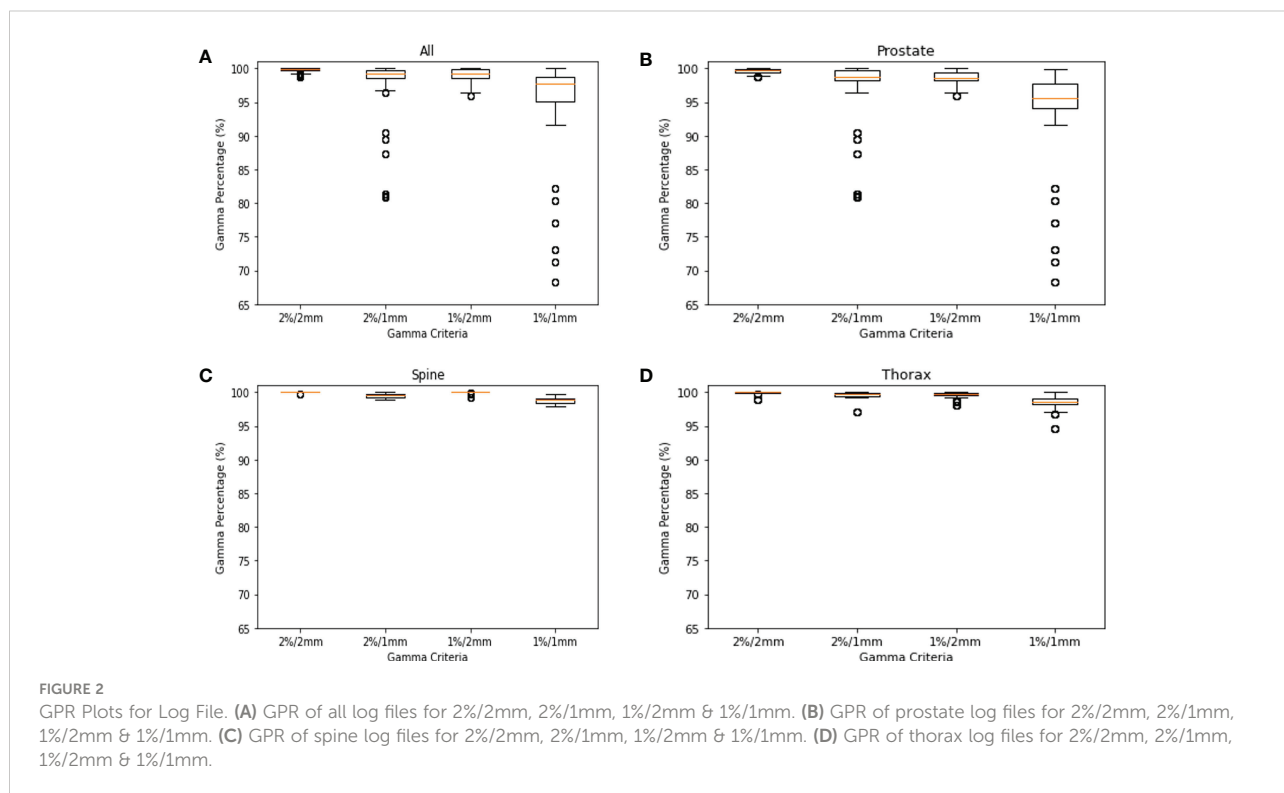 A
All
Gamma Percentage (%)
100
95
90
85
80
75
70
65
2%/2mm
2%/1mm
1%/2mm
1%/1mm
Gamma Criteria
B
Prostate
Gamma Percentage (%)
100
95
90
85
80
75
70
65
2%/2mm
2%/1mm
1%/2mm
1%/1mm
Gamma Criteria
C
Spine
Gamma Percentage (%)
100
95
90
85
80
75
70
65
2%/2mm
2%/1mm
1%/2mm
1%/1mm
Gamma Criteria
D
Thorax
Gamma Percentage (%)
100
95
90
85
80
75
70
65
2%/2mm
2%/1mm
1%/2mm
1%/1mm
Gamma Criteria
FIGURE 2
GPR Plots for Log File. (A) GPR of all log files for 2%/2mm, 2%/1mm, 1%/2mm & 1%/1mm. (B) GPR of prostate log files for 2%/2mm, 2%/1mm,
1%/2mm & 1%/1mm. (C) GPR of spine log files for 2%/2mm, 2%/1mm, 1%/2mm & 1%/1mm. (D) GPR of thorax log files for 2%/2mm, 2%/1mm,
1%/2mm & 1%/1mm.